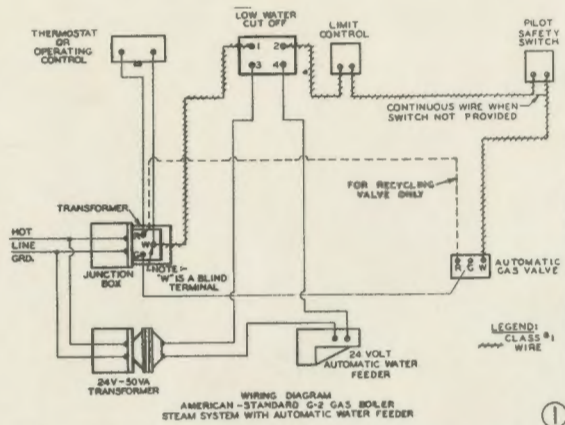 LOW WATER
CUT OFF
THERMOSTAT
OR
OPERATING
CONTROL
LIMIT
CONTROL
PILOT
SAFETY
SWITCH
1 2
3 4
CONTINUOUS WIRE WHEN
SWITCH NOT PROVIDED
TRANSFORMER
FOR RECYCLING
VALVE ONLY
HOT
LINE
GRD.
R
W
G
JUNCTION
BOX
NOTE:-
"W" IS A BLIND
TERMINAL
R G W
AUTOMATIC
GAS VALVE
24V-50VA
TRANSFORMER
24 VOLT
AUTOMATIC WATER
FEEDER
LEGEND:
CLASS #1
WIRE
WIRING DIAGRAM
AMERICAN-STANDARD G-2 GAS BOILER
STEAM SYSTEM WITH AUTOMATIC WATER FEEDER
1